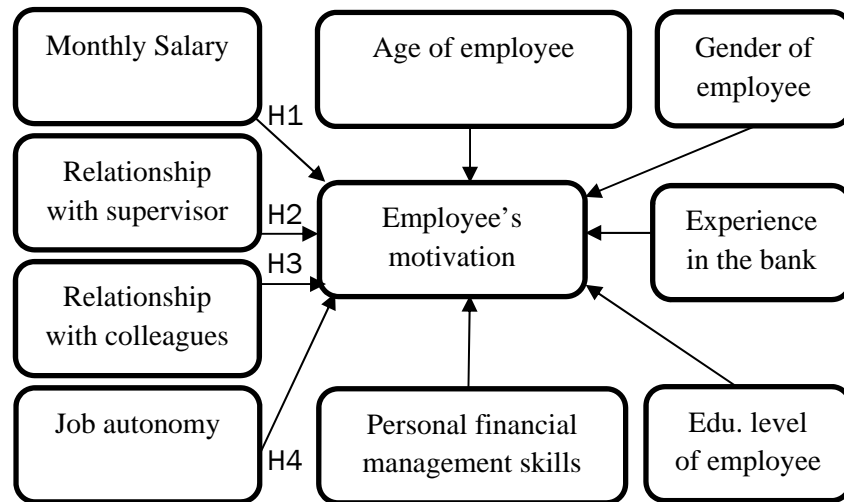 Monthly Salary
Age of employee
Gender of
employee
H1
Relationship
with supervisor
H2
Employee’s
motivation
Experience
in the bank
H3
Relationship
with colleagues
Job autonomy
H4
Personal financial
management skills
Edu. level
of employee